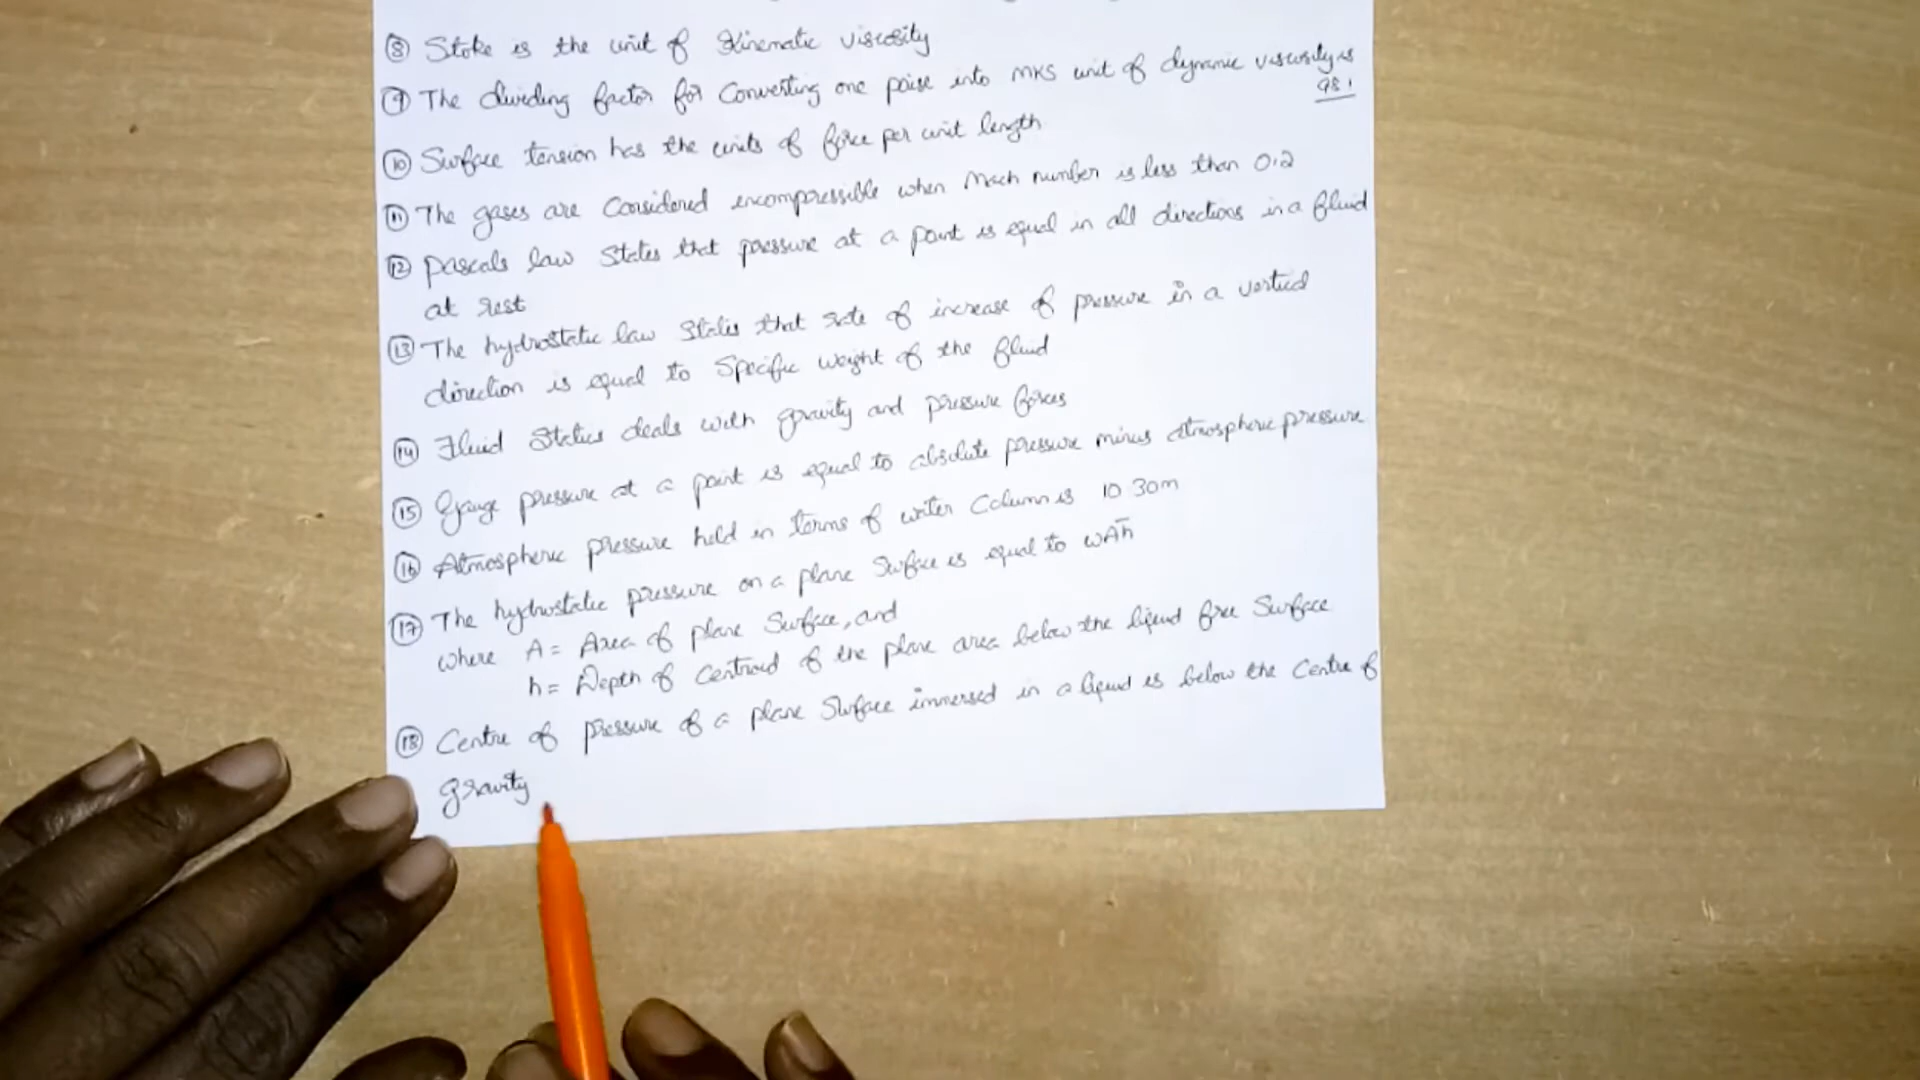 ⑧ Stoke is the unit of Kinematic viscosity
⑨ The dividing factor for Converting one poise into MKS unit of dynamic viscosity is
98.1
⑩ Surface tension has the units of force per unit length
⑪ The gases are Considered incompressible when Mach number is less than 0.2
⑫ Pascals law States that pressure at a point is equal in all directions in a fluid
at rest
⑬ The hydrostatic law States that rate of increase of pressure in a vertical
direction is equal to Specific weight of the fluid
⑭ Fluid Statics deals with gravity and pressure forces
⑮ Gauge pressure at a point is equal to absolute pressure minus atmospheric pressure
⑯ Atmospheric pressure held in terms of water Column is 10 30m
⑰ The hydrostatic pressure on a plane Surface is equal to wAh̄
where A = Area of plane Surface, and
h = Depth of Centroid of the plane area below the liquid free Surface
⑱ Centre of pressure of a plane Surface immersed in a liquid is below the Centre of
gravity